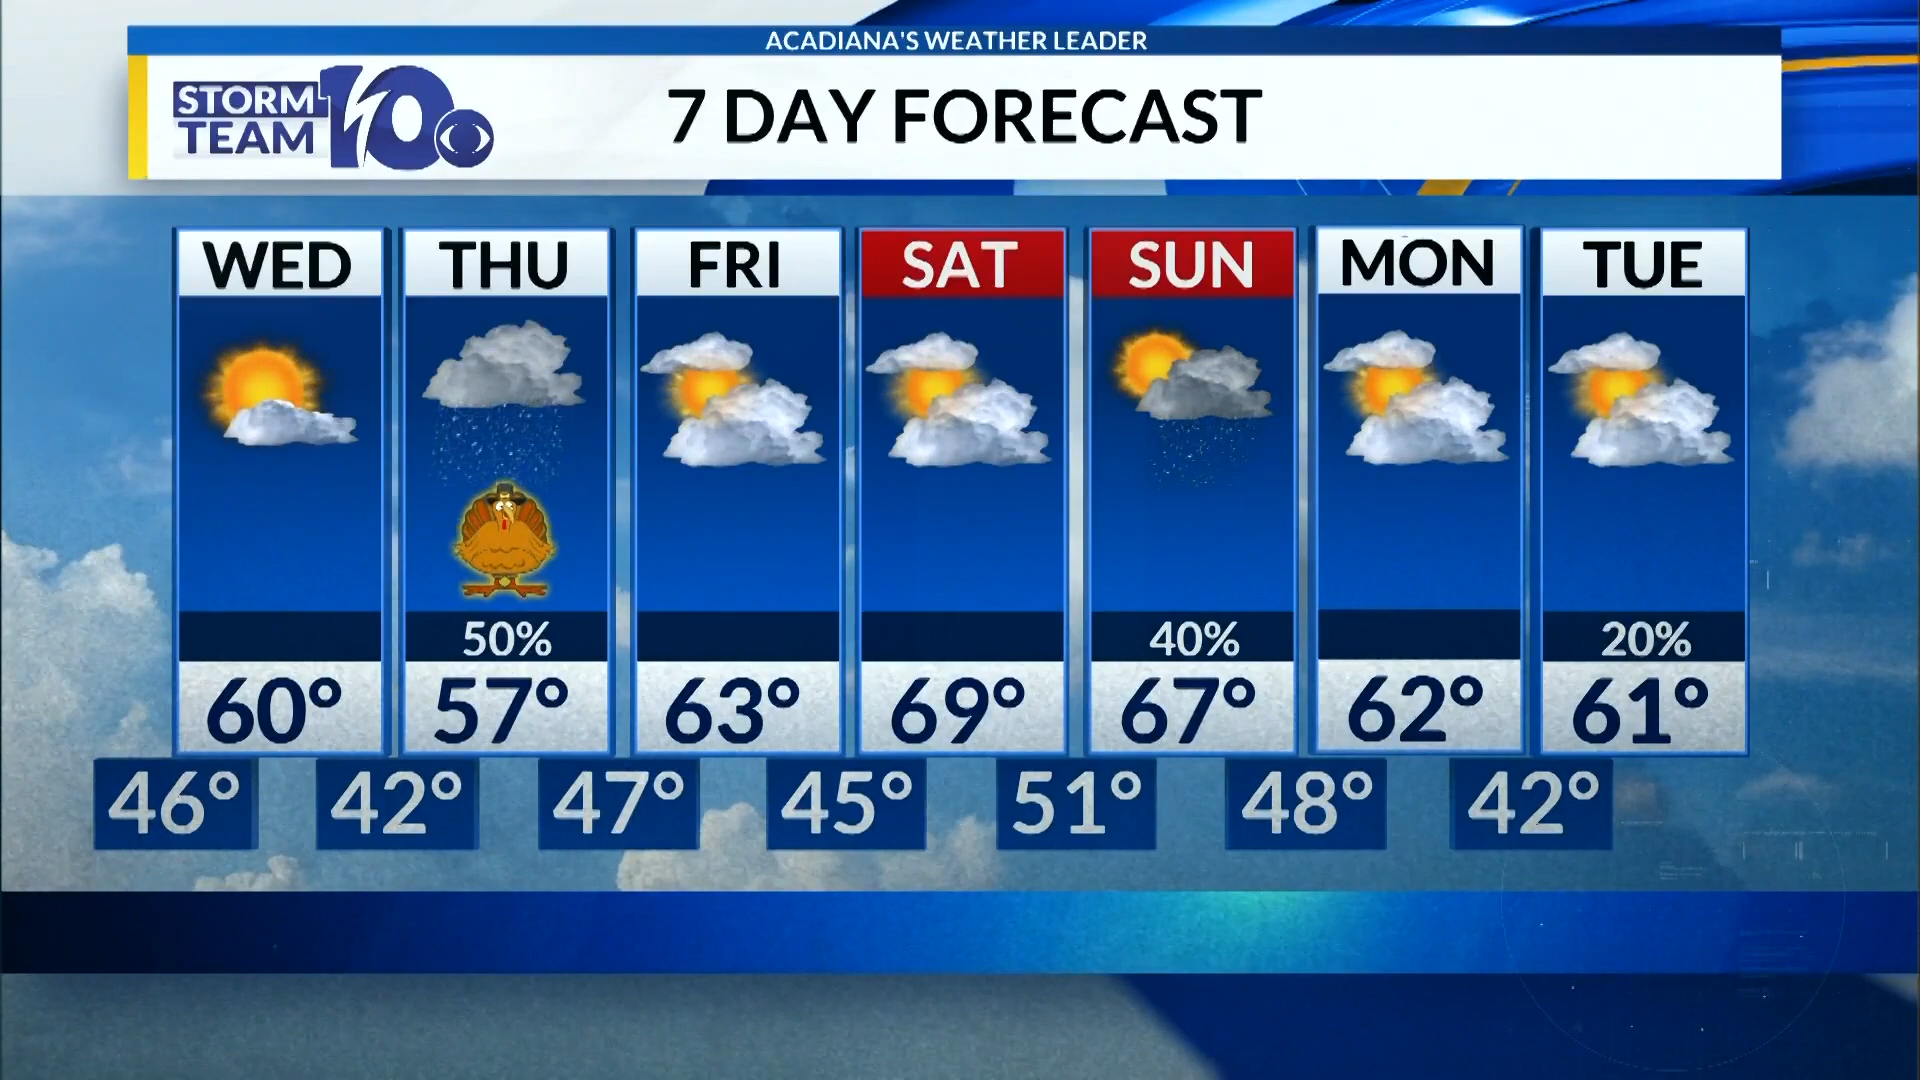 ACADIANA'S WEATHER LEADER
STORM TEAM 10
7 DAY FORECAST
WED THU FRI SAT SUN MON TUE
50% 40% 20%
60° 57° 63° 69° 67° 62° 61°
46° 42° 47° 45° 51° 48° 42°